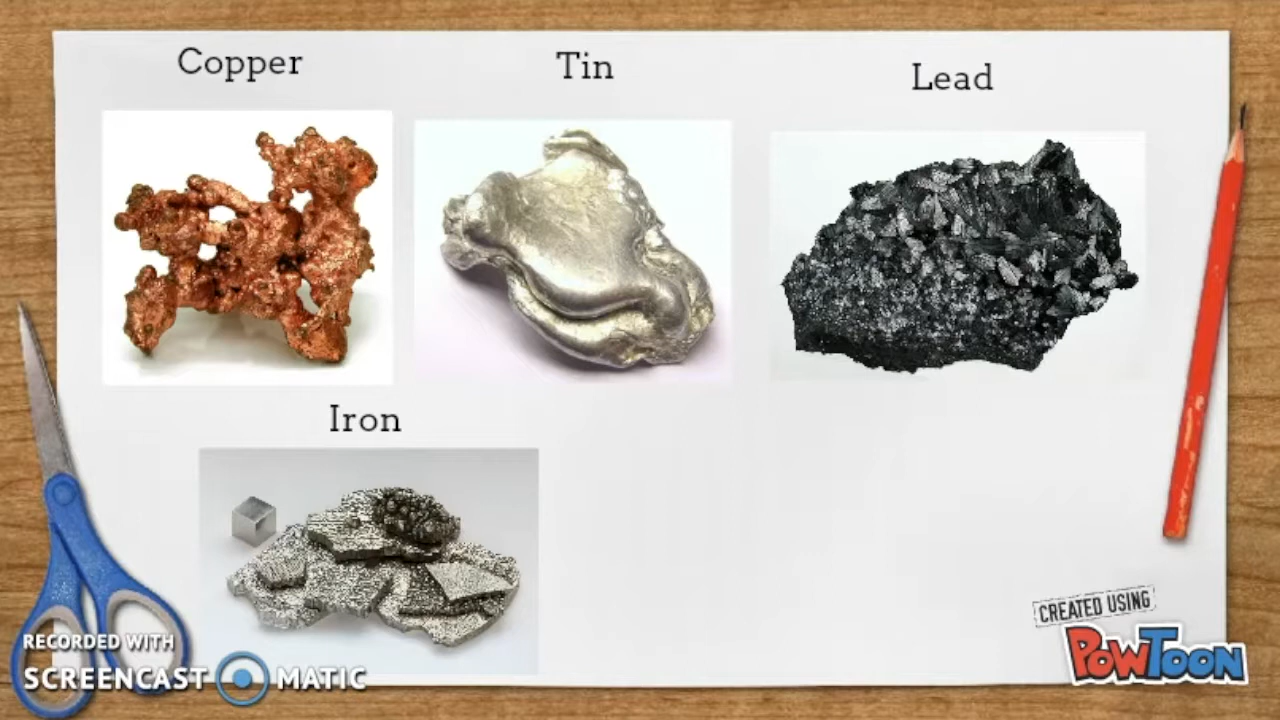 Copper
Tin
Lead
Iron
CREATED USING
PowToon
RECORDED WITH
SCREENCAST MATIC